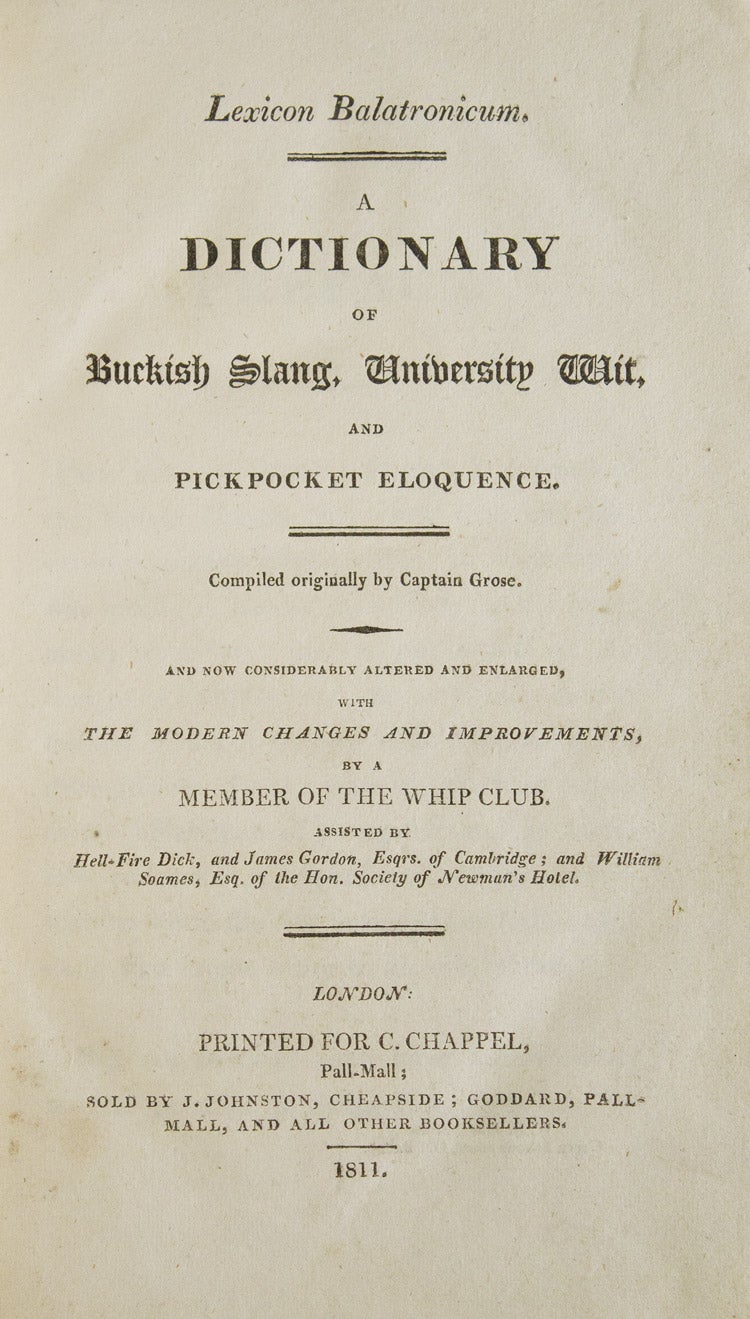 Lexicon Balatronicum.
A
DICTIONARY
OF
Buckish Slang, University Wit,
AND
PICKPOCKET ELOQUENCE.
Compiled originally by Captain Grose.
AND NOW CONSIDERABLY ALTERED AND ENLARGED,
WITH
THE MODERN CHANGES AND IMPROVEMENTS,
BY A
MEMBER OF THE WHIP CLUB.
ASSISTED BY
Hell-Fire Dick, and James Gordon, Esqrs. of Cambridge; and William
Soames, Esq. of the Hon. Society of Newman's Hotel.
LONDON:
PRINTED FOR C. CHAPPEL,
Pall-Mall;
SOLD BY J. JOHNSTON, CHEAPSIDE; GODDARD, PALL-
MALL, AND ALL OTHER BOOKSELLERS.
1811.